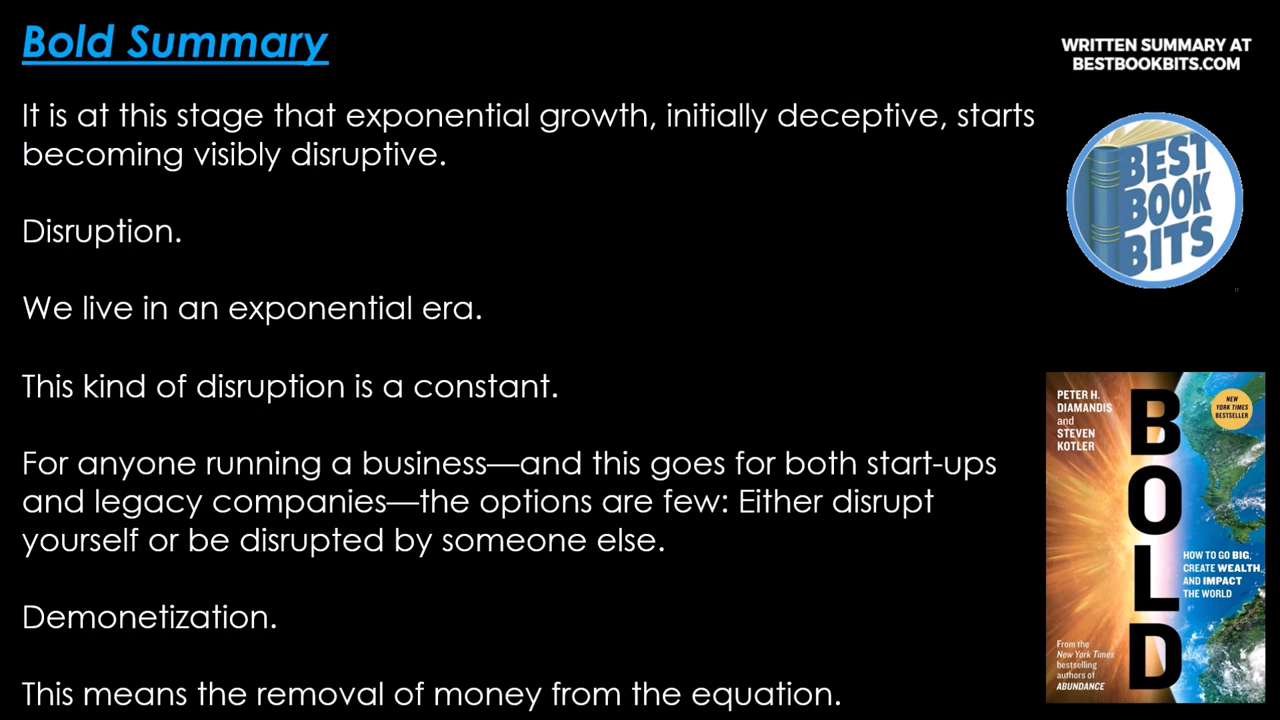 Bold Summary
WRITTEN SUMMARY AT
BESTBOOKBITS.COM
It is at this stage that exponential growth, initially deceptive, starts
becoming visibly disruptive.
Disruption.
We live in an exponential era.
This kind of disruption is a constant.
For anyone running a business—and this goes for both start-ups
and legacy companies—the options are few: Either disrupt
yourself or be disrupted by someone else.
Demonetization.
This means the removal of money from the equation.
BEST
BOOK
BITS
PETER H.
DIAMANDIS
and
STEVEN
KOTLER
BOLD
NEW
YORK TIMES
BESTSELLER
HOW TO GO BIG,
CREATE WEALTH,
AND IMPACT
THE WORLD
From the
New York Times
bestselling
authors of
ABUNDANCE